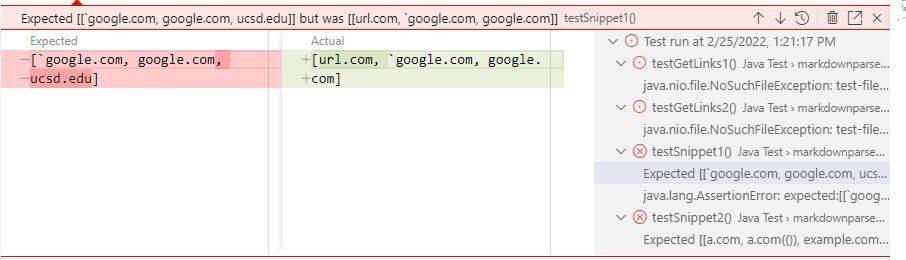 Expected [[`google.com, google.com, ucsd.edu]] but was [[url.com, `google.com, google.com]] testSnippet1()
Expected
−[`google.com, google.com,
−ucsd.edu]
Actual
+[url.com, `google.com, google.
+com]
Test run at 2/25/2022, 1:21:17 PM
testGetLinks1() Java Test › markdownparse...
java.nio.file.NoSuchFileException: test-file...
testGetLinks2() Java Test › markdownparse...
java.nio.file.NoSuchFileException: test-file...
testSnippet1() Java Test › markdownparse...
Expected [[`google.com, google.com, ucs...
java.lang.AssertionError: expected:[[`goog...
testSnippet2() Java Test › markdownparse...
Expected [[a.com, a.com(()), example.com...